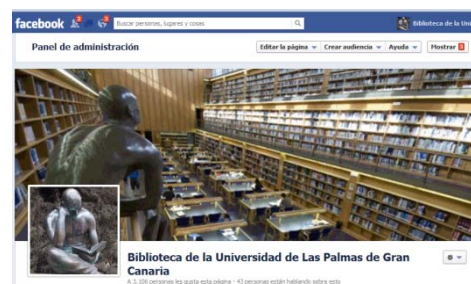 facebook
Buscar personas, lugares y cosas
Biblioteca de la Uni
Panel de administración
Editar la página
Crear audiencia
Ayuda
Mostrar
Biblioteca de la Universidad de Las Palmas de Gran
Canaria
A 3.106 personas les gusta esta página · 43 personas están hablando sobre esto